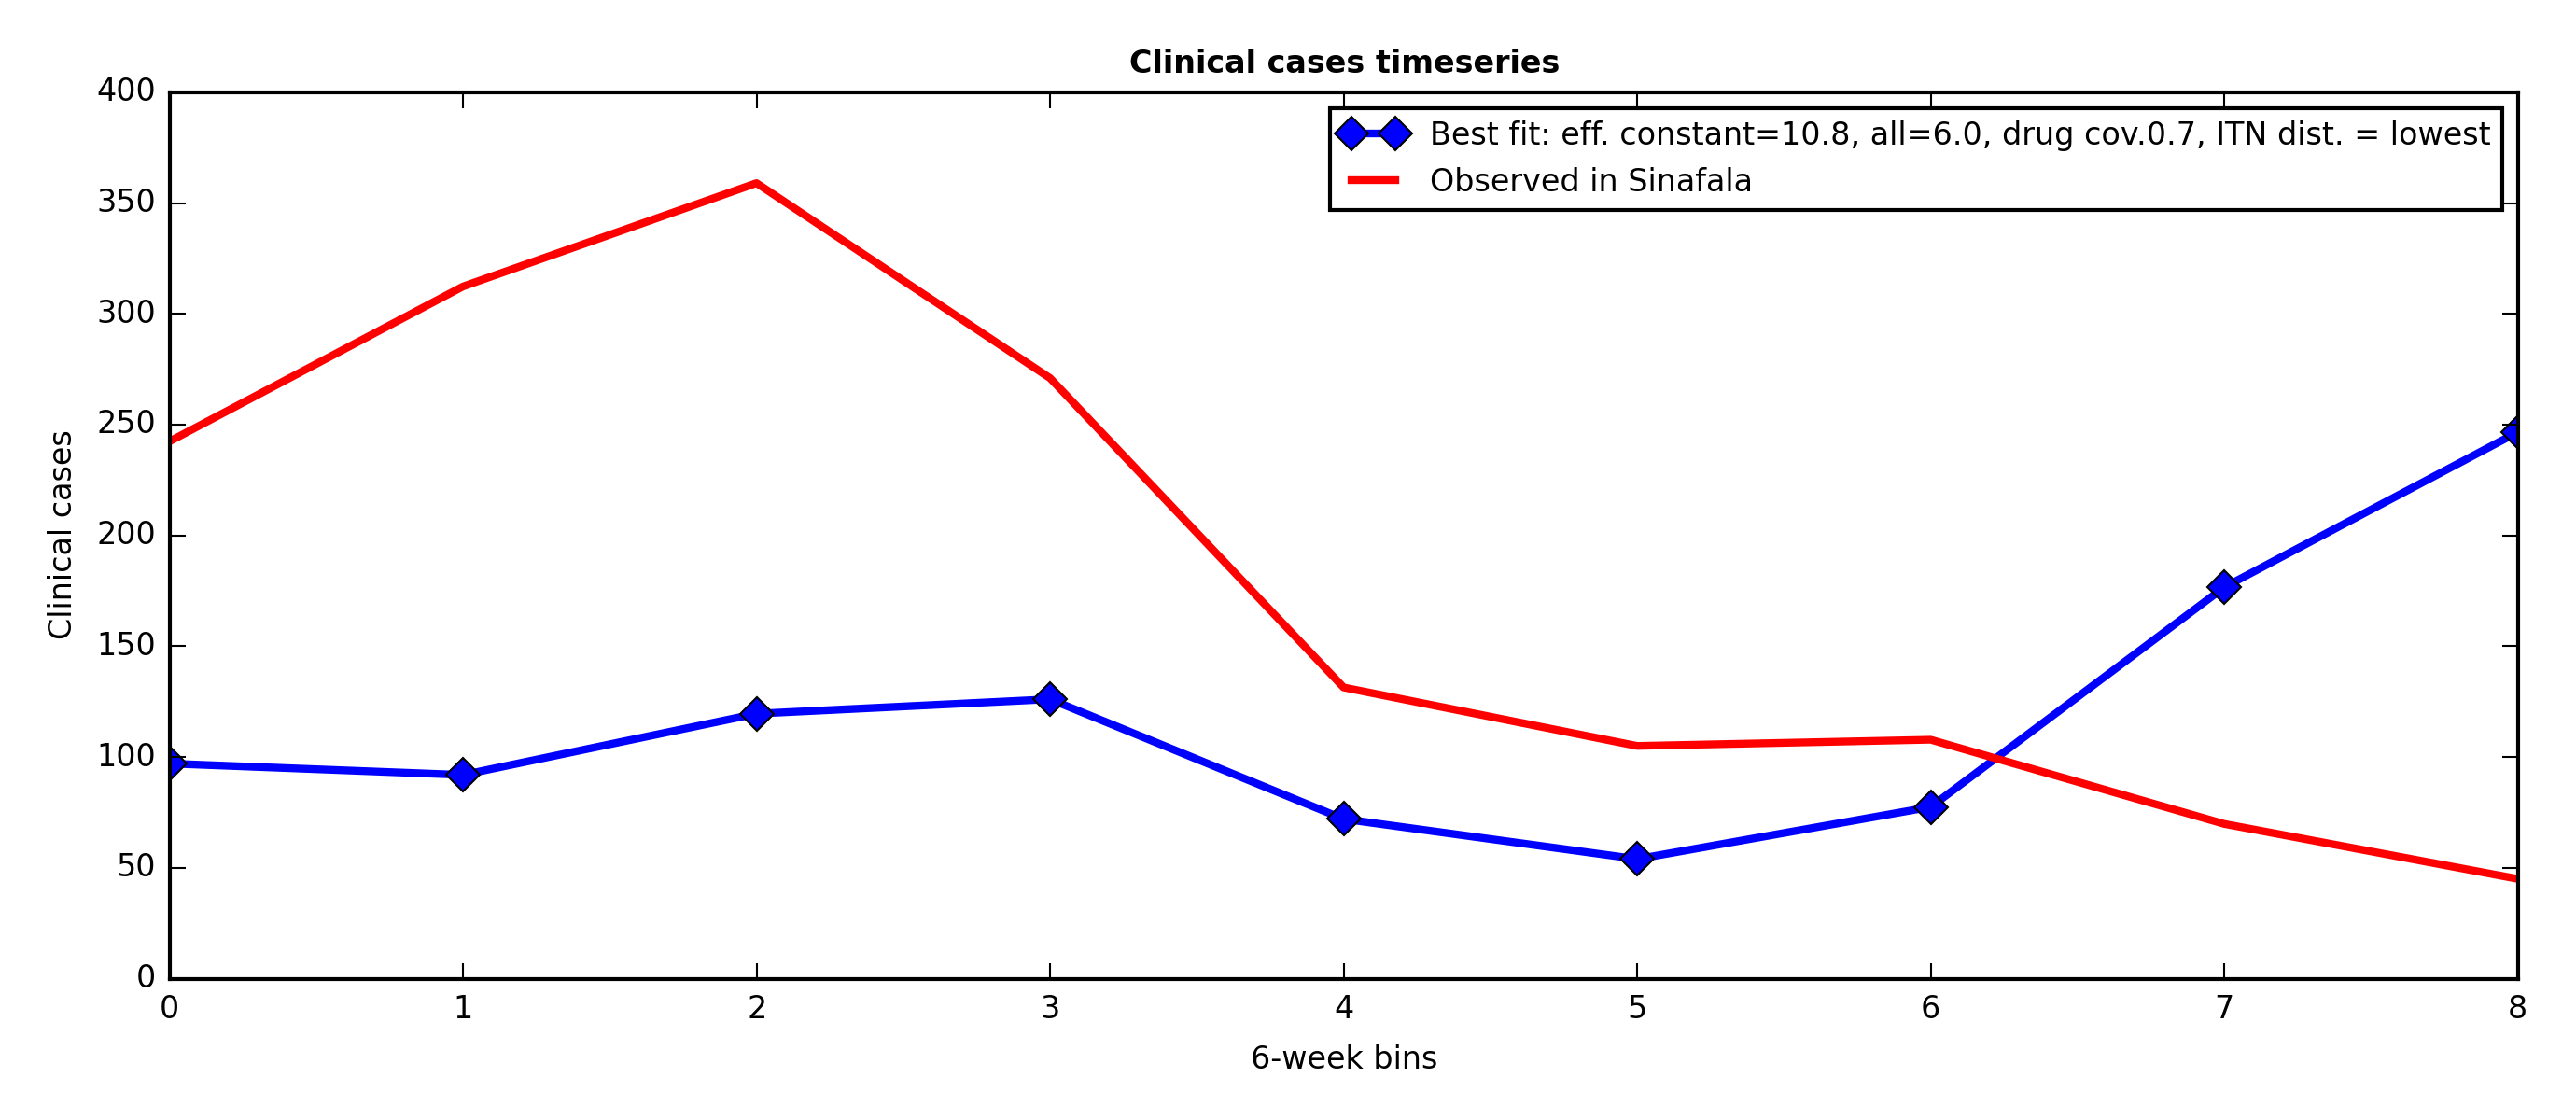 Clinical cases timeseries
400
350
300
250
200
150
100
50
0
Clinical cases
Best fit: eff. constant=10.8, all=6.0, drug cov.0.7, ITN dist. = lowest
Observed in Sinafala
0 1 2 3 4 5 6 7 8
6-week bins